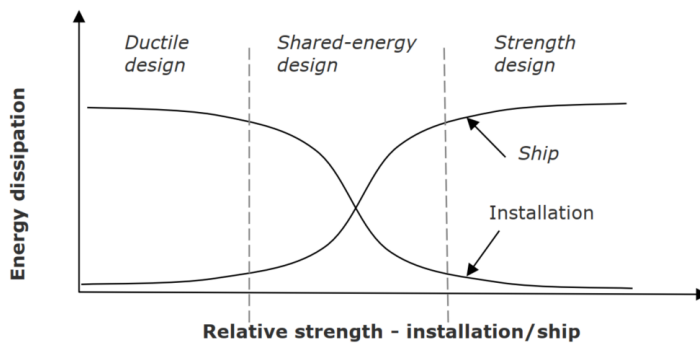 Ductile
design
Shared-energy
design
Strength
design
Energy dissipation
Ship
Installation
Relative strength - installation/ship